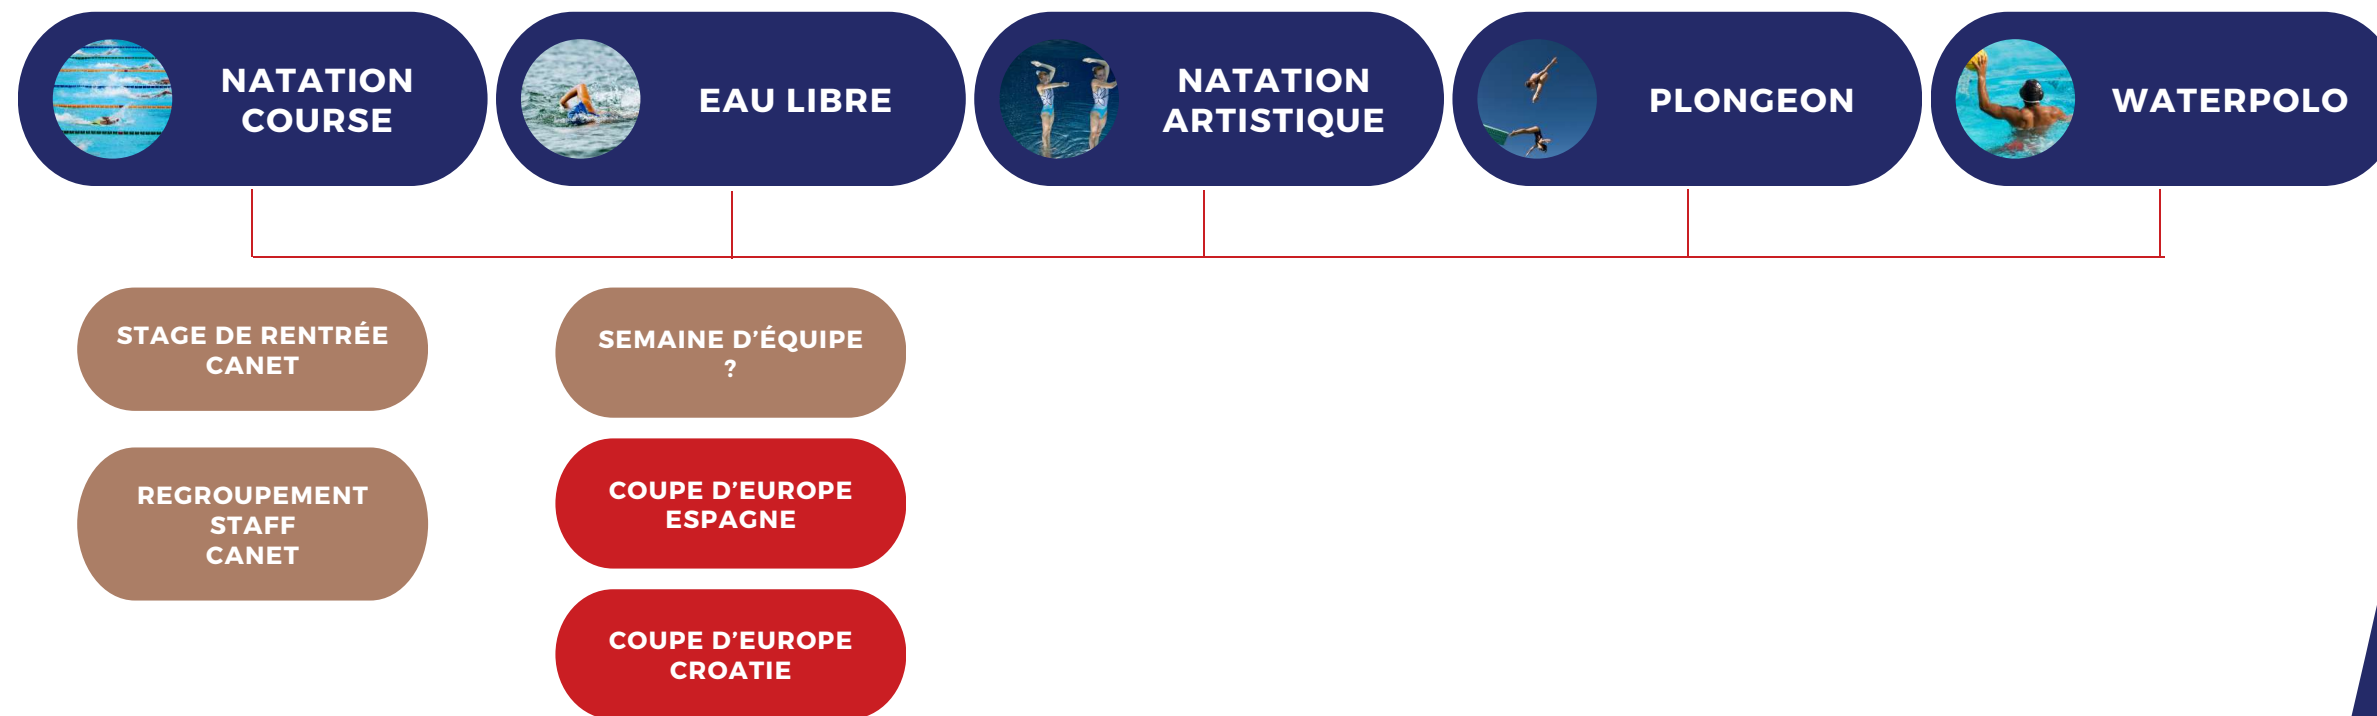 NATATION
COURSE
EAU LIBRE
NATATION
ARTISTIQUE
PLONGEON
WATERPOLO
STAGE DE RENTRÉE
CANET
SEMAINE D’ÉQUIPE
?
REGROUPEMENT
STAFF
CANET
COUPE D’EUROPE
ESPAGNE
COUPE D’EUROPE
CROATIE